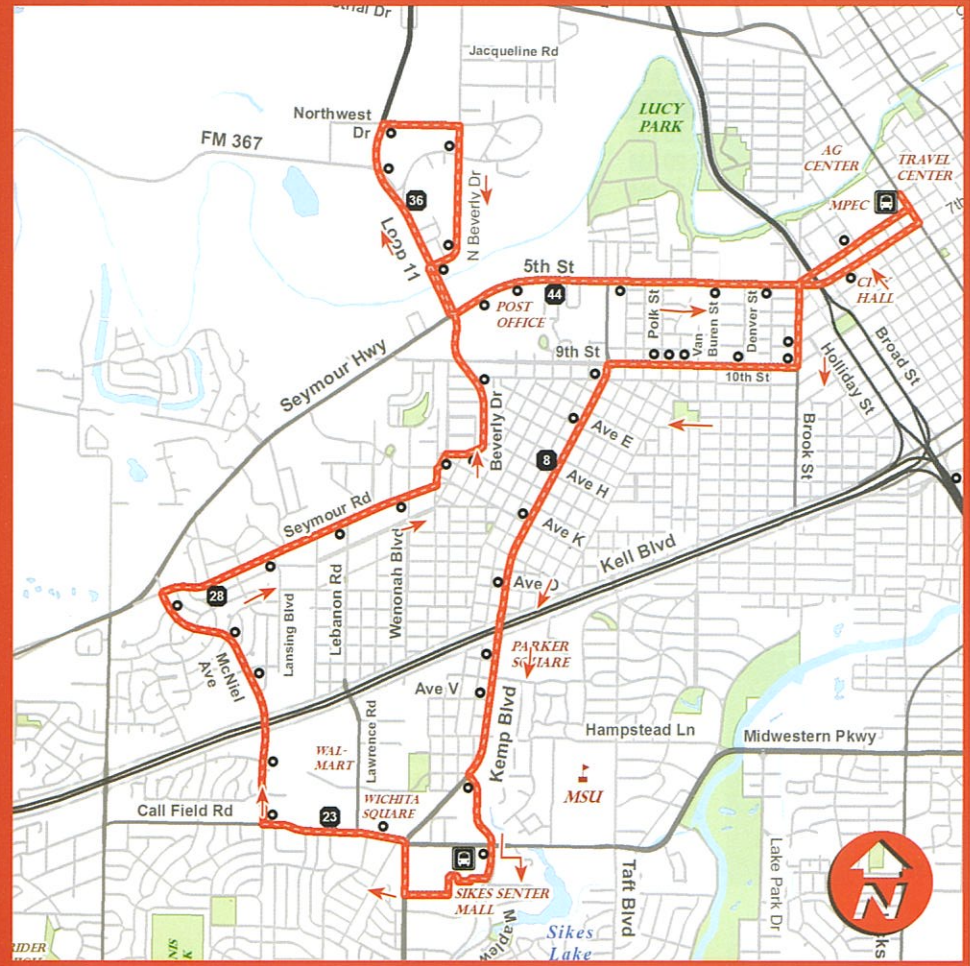 Jacqueline Rd
Northwest
Dr
FM 367
LUCY
PARK
AG
CENTER
TRAVEL
CENTER
MPEC
36
N Beverly Dr
Loop 11
5th St
44
POST
OFFICE
CI
HALL
Polk St
Van
Buren St
Denver St
9th St
10th St
Seymour Hwy
Holliday St
Broad St
Beverly Dr
Ave E
Brook St
8
Ave H
Seymour Rd
Ave K
Kell Blvd
Wenonah Blvd
Lebanon Rd
Lansing Blvd
28
McNiel
Ave
PARKER
SQUARE
Ave V
Kemp Blvd
Lawrence Rd
Hampstead Ln
Midwestern Pkwy
WAL-
MART
MSU
Call Field Rd
23
WICHITA
SQUARE
SIKES SENTER
MALL
Taft Blvd
Lake Park Dr
Sikes
Lake
N